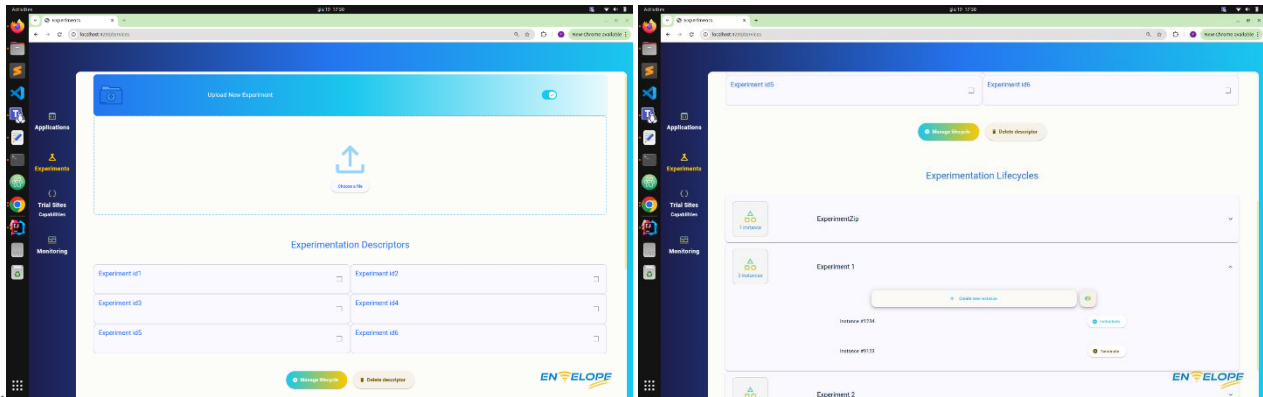 Activities
experiments
localhost:4200/services
New Chrome available
Upload New Experiment
Applications
Experiments
Choose a file
Trial Sites
Capabilities
Monitoring
Experimentation Descriptors
Experiment id1
Experiment id2
Experiment id3
Experiment id4
Experiment id5
Experiment id6
Manage lifecycle
Delete descriptor
ENVELOPE
Activities
experiments
localhost:4200/services
New Chrome available
Experiment id5
Experiment id6
Applications
Manage lifecycle
Delete descriptor
Experiments
Experimentation Lifecycles
Trial Sites
Capabilities
ExperimentZip
1 Instance
Monitoring
Experiment 1
2 Instances
+ Create new instance
Instance #1234
Instance #9123
Terminate
ENVELOPE
Experiment 2